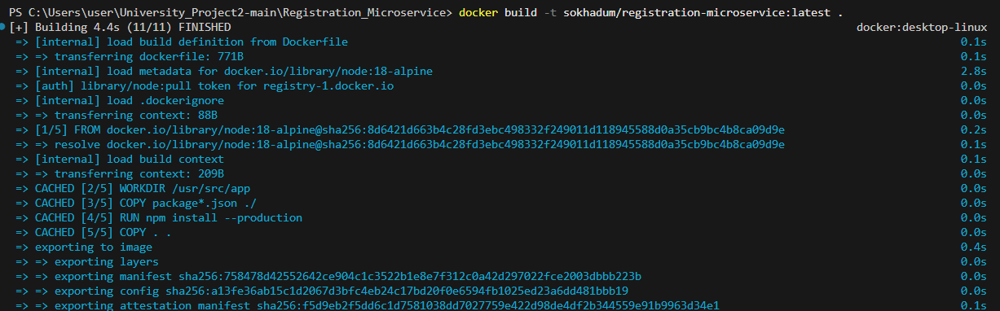 PS C:\Users\user\University_Project2-main\Registration_Microservice> docker build -t sokhadum/registration-microservice:latest .
[+] Building 4.4s (11/11) FINISHED docker:desktop-linux
=> [internal] load build definition from Dockerfile 0.1s
=> => transferring dockerfile: 771B 0.1s
=> [internal] load metadata for docker.io/library/node:18-alpine 2.8s
=> [auth] library/node:pull token for registry-1.docker.io 0.0s
=> [internal] load .dockerignore 0.0s
=> => transferring context: 88B 0.0s
=> [1/5] FROM docker.io/library/node:18-alpine@sha256:8d6421d663b4c28fd3ebc498332f249011d118945588d0a35cb9bc4b8ca09d9e 0.2s
=> => resolve docker.io/library/node:18-alpine@sha256:8d6421d663b4c28fd3ebc498332f249011d118945588d0a35cb9bc4b8ca09d9e 0.1s
=> [internal] load build context 0.1s
=> => transferring context: 209B 0.0s
=> CACHED [2/5] WORKDIR /usr/src/app 0.0s
=> CACHED [3/5] COPY package*.json ./ 0.0s
=> CACHED [4/5] RUN npm install --production 0.0s
=> CACHED [5/5] COPY . . 0.0s
=> exporting to image 0.4s
=> => exporting layers 0.0s
=> => exporting manifest sha256:758478d42552642ce904c1c3522b1e8e7f312c0a42d297022fce2003dbbb223b 0.0s
=> => exporting config sha256:a13fe36ab15c1d2067d3bfc4eb24c17bd20f0e6594fb1025ed23a6dd481bbb19 0.0s
=> => exporting attestation manifest sha256:f5d9eb2f5dd6c1d7581038dd7027759e422d98de4df2b344559e91b9963d34e1 0.1s